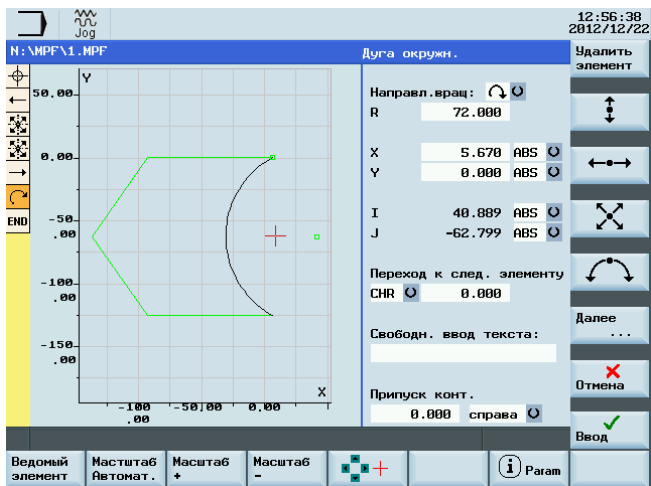 Jog
12:56:38
2012/12/22
N:\MPF\1.MPF
Дуга окружн.
Удалить
элемент
END
Y
50.00
0.00
-50
.00
-100
.00
-150
.00
X
-100
.00
-50.00
0.00
Направл.вращ:
R 72.000
X 5.670 ABS
Y 0.000 ABS
I 40.889 ABS
J -62.799 ABS
Переход к след. элементу
CHR 0.000
Свободн. ввод текста:
Припуск конт.
0.000 справа
Далее
...
Отмена
Ввод
Ведомый
элемент
Мастштаб
Автомат.
Масштаб
+
Масштаб
-
i Param